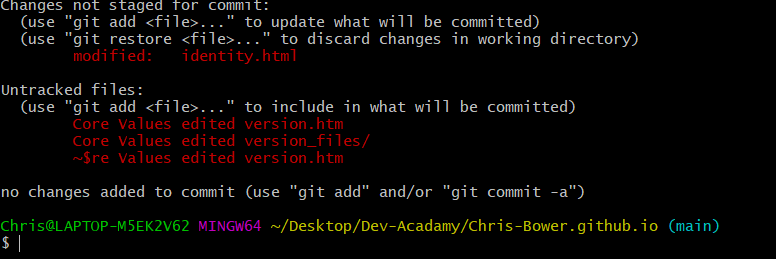 Changes not staged for commit:
  (use "git add <file>..." to update what will be committed)
  (use "git restore <file>..." to discard changes in working directory)
        modified:   identity.html

Untracked files:
  (use "git add <file>..." to include in what will be committed)
        Core Values edited version.htm
        Core Values edited version_files/
        ~$re Values edited version.htm

no changes added to commit (use "git add" and/or "git commit -a")

Chris@LAPTOP-M5EK2V62 MINGW64 ~/Desktop/Dev-Acadamy/Chris-Bower.github.io (main)
$